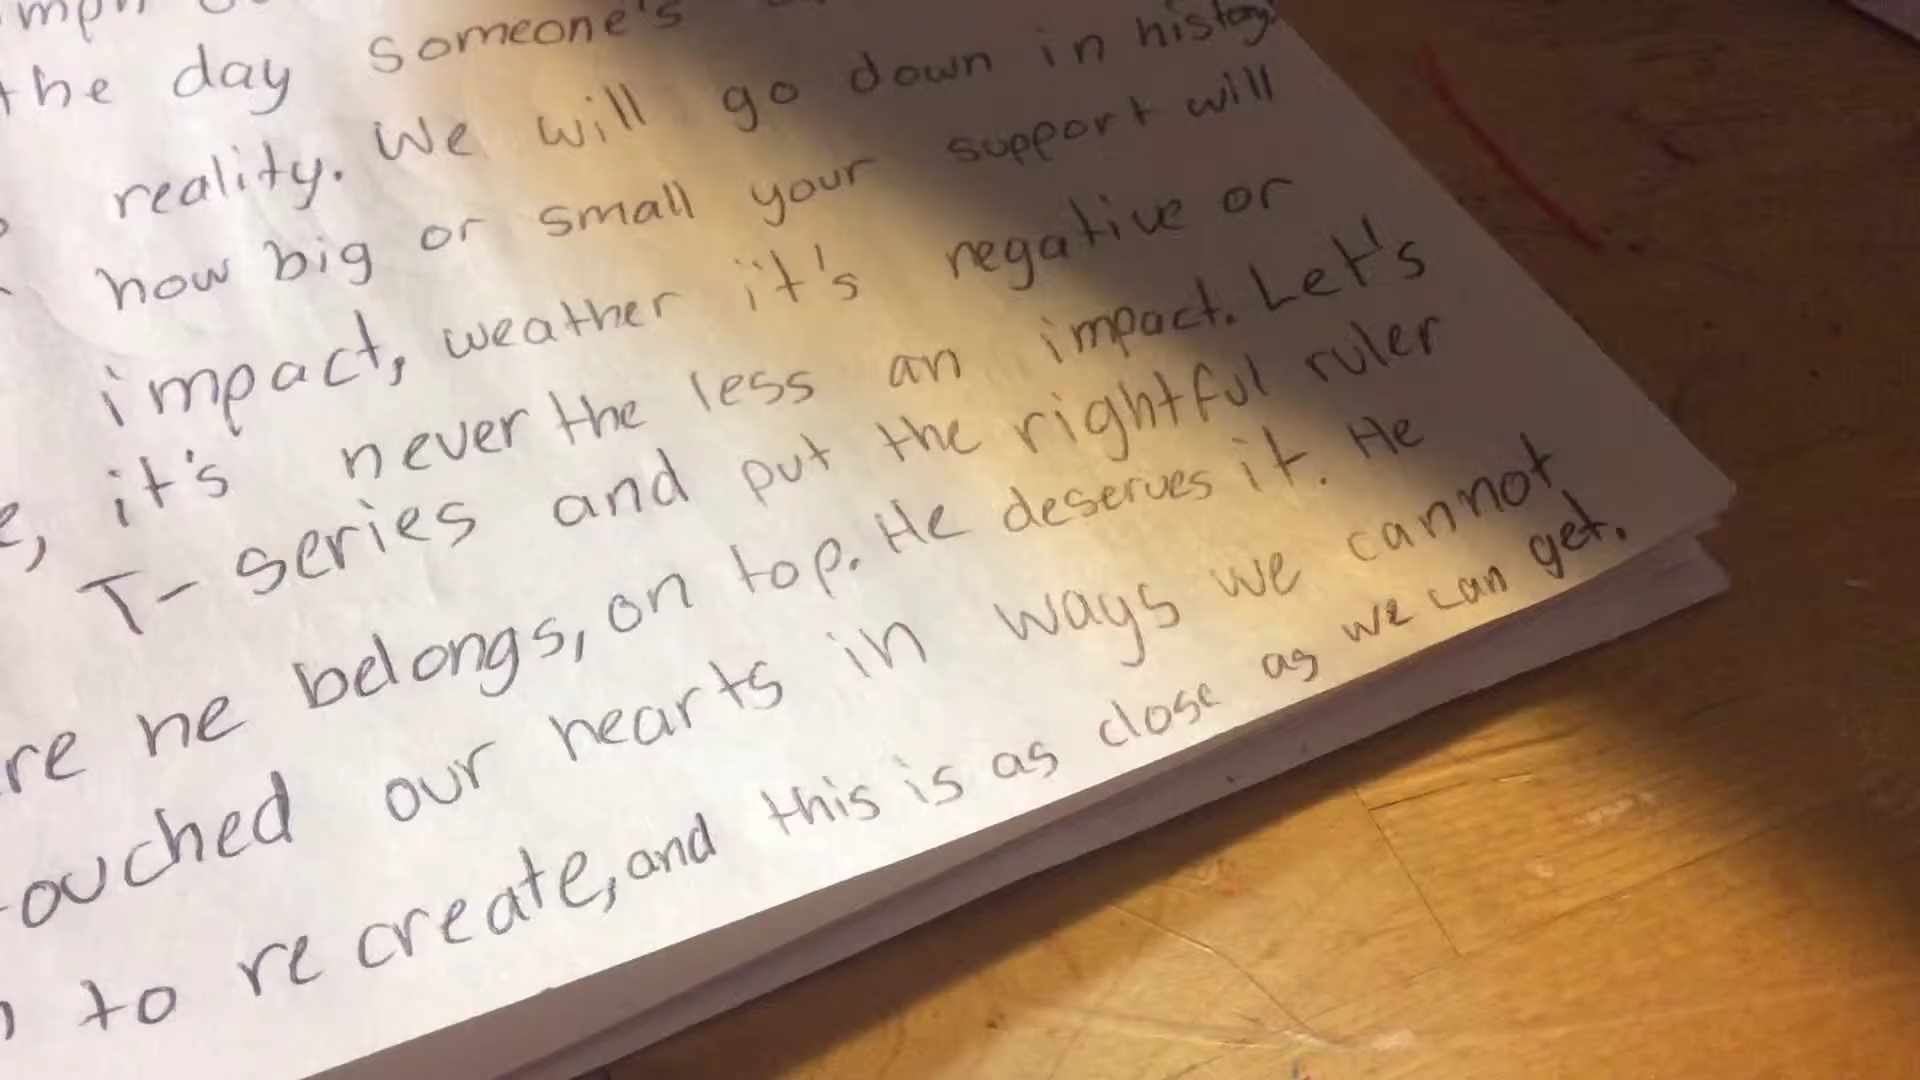 the day someone's
reality. We will go down in history
how big or small your support will
impact, weather it's negative or
it's never the less an impact. Let's
T-series and put the rightful ruler
he belongs, on top. He deserves it. He
touched our hearts in ways we cannot
to re create, and this is as close as we can get.